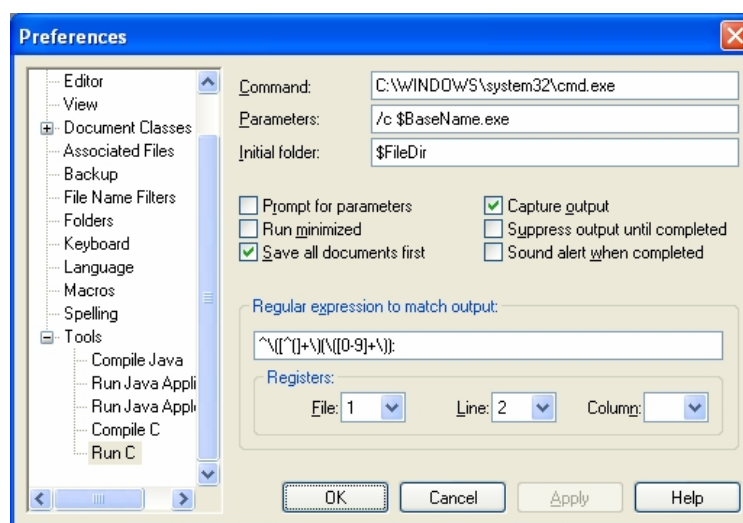 Preferences
Editor
View
Document Classes
Associated Files
Backup
File Name Filters
Folders
Keyboard
Language
Macros
Spelling
Tools
Compile Java
Run Java Appli
Run Java Apple
Compile C
Run C
Command: C:\WINDOWS\system32\cmd.exe
Parameters: /c $BaseName.exe
Initial folder: $FileDir
Prompt for parameters
Capture output
Run minimized
Suppress output until completed
Save all documents first
Sound alert when completed
Regular expression to match output:
^\([^(]+\)(\([0-9]+\)):
Registers:
File: 1 Line: 2 Column:
OK Cancel Apply Help